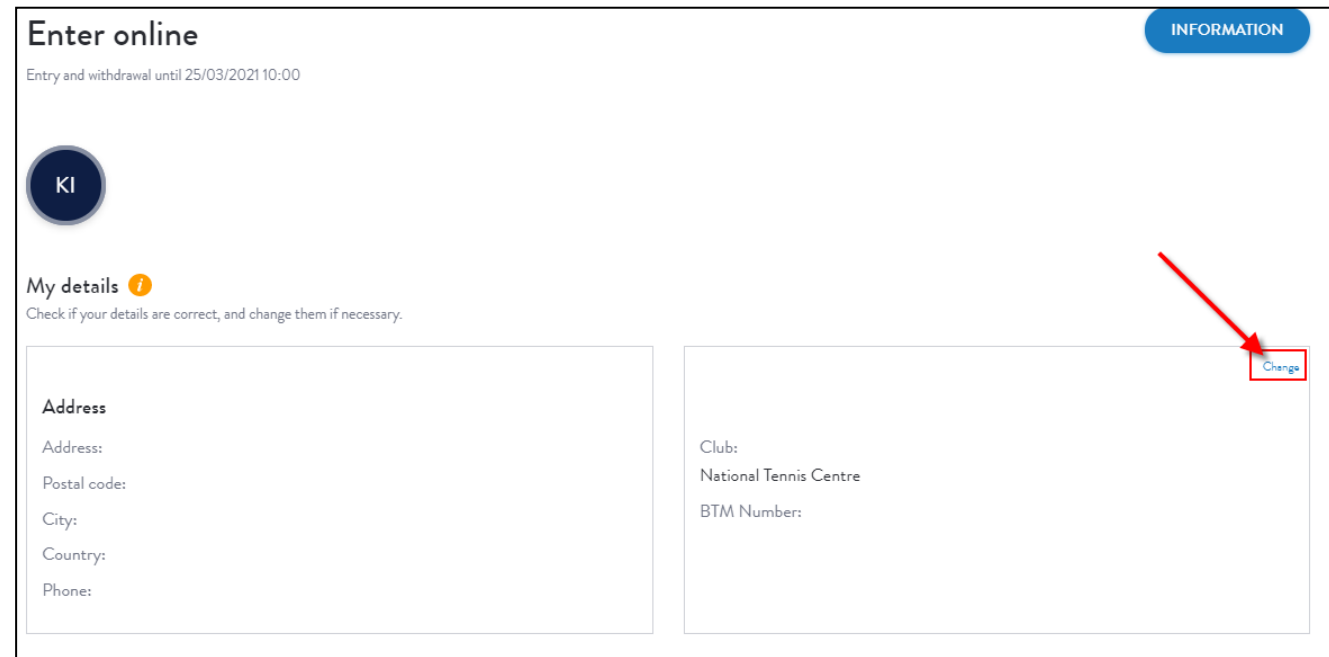 Enter online
INFORMATION
Entry and withdrawal until 25/03/2021 10:00
KI
My details i
Check if your details are correct, and change them if necessary.
Address
Address:
Postal code:
City:
Country:
Phone:
Change
Club:
National Tennis Centre
BTM Number: